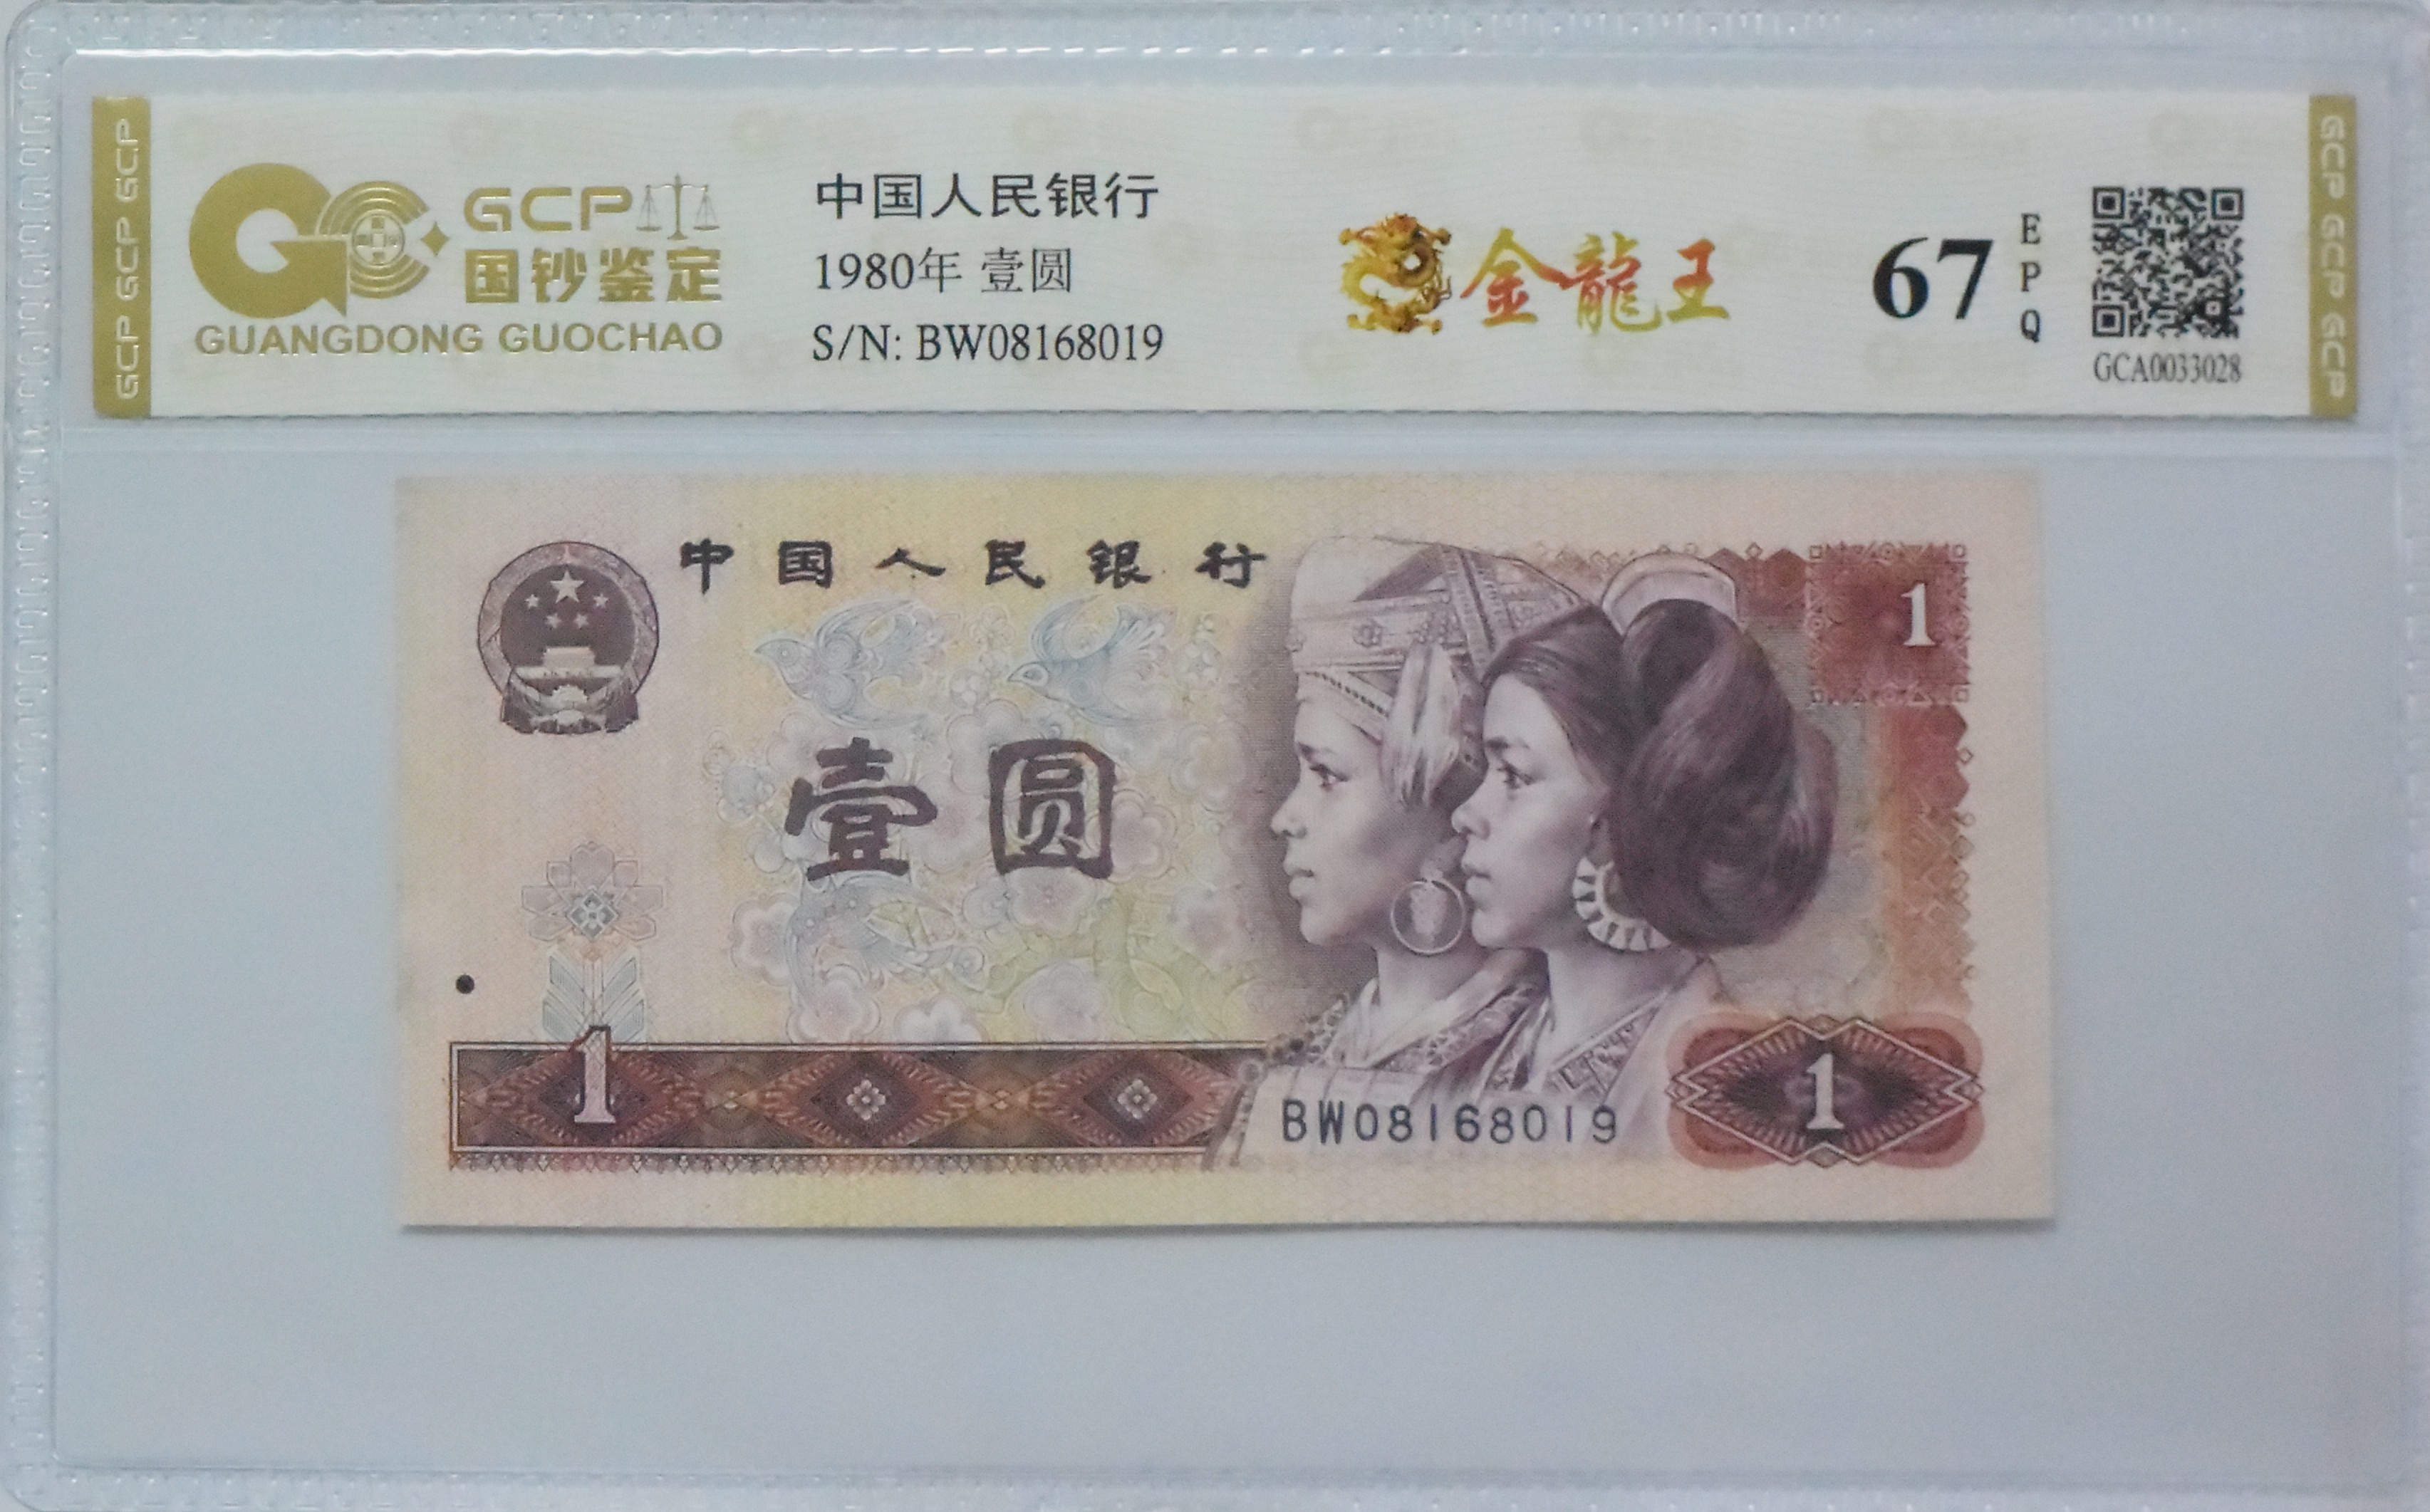 GCP GCP GCP
GCP
国钞鉴定
GUANGDONG GUOCHAO
中国人民银行
1980年 壹圆
S/N: BW08168019
金龍王
67
EPQ
GCA0033028
GCP GCP GCP
中国人民银行
1
壹圆
1
BW08168019
1